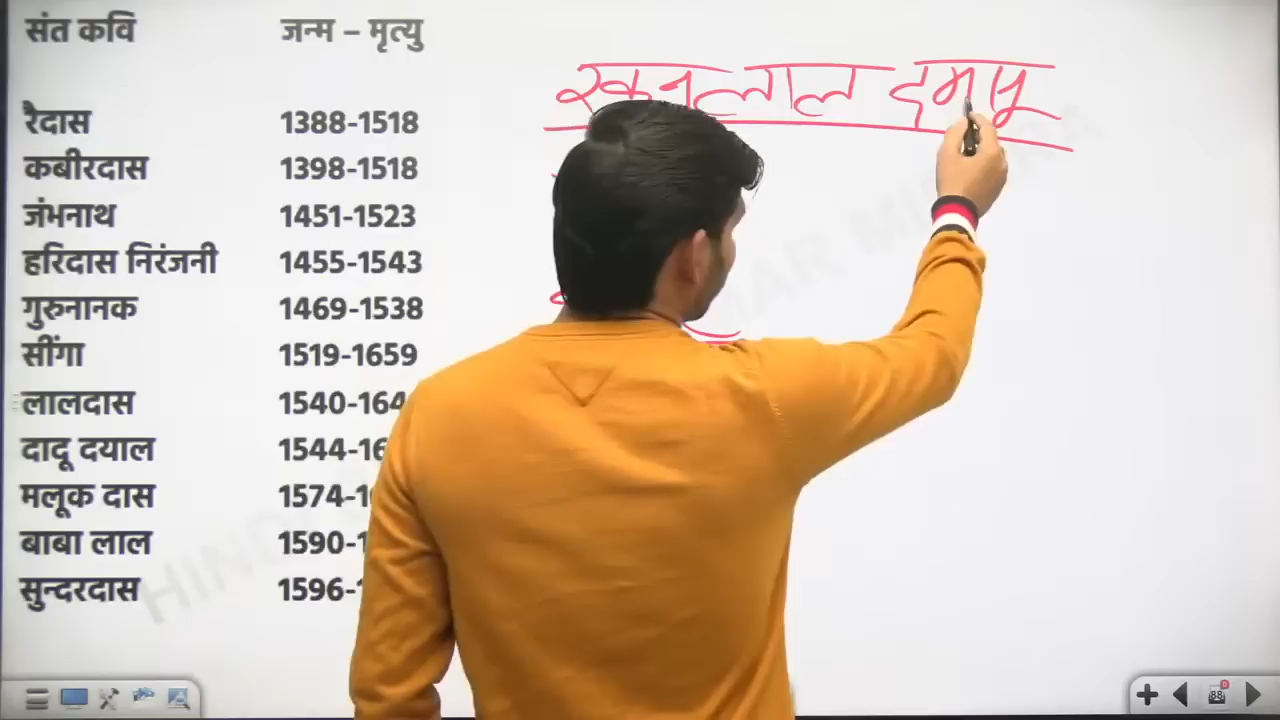 संत कवि जन्म – मृत्यु
रैदास 1388-1518
कबीरदास 1398-1518
जंभनाथ 1451-1523
हरिदास निरंजनी 1455-1543
गुरुनानक 1469-1538
सींगा 1519-1659
लालदास 1540-164
दादू दयाल 1544-16
मलूक दास 1574-1
बाबा लाल 1590-1
सुन्दरदास 1596-1
लाल